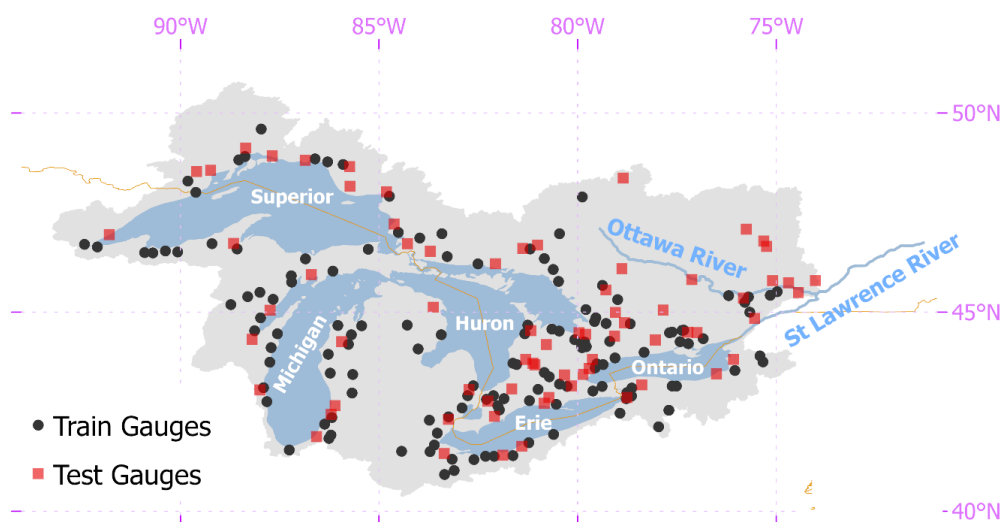 90°W 85°W 80°W 75°W
50°N
Superior
Ottawa River
St Lawrence River
45°N
Huron
Michigan
Ontario
Erie
Train Gauges
Test Gauges
40°N